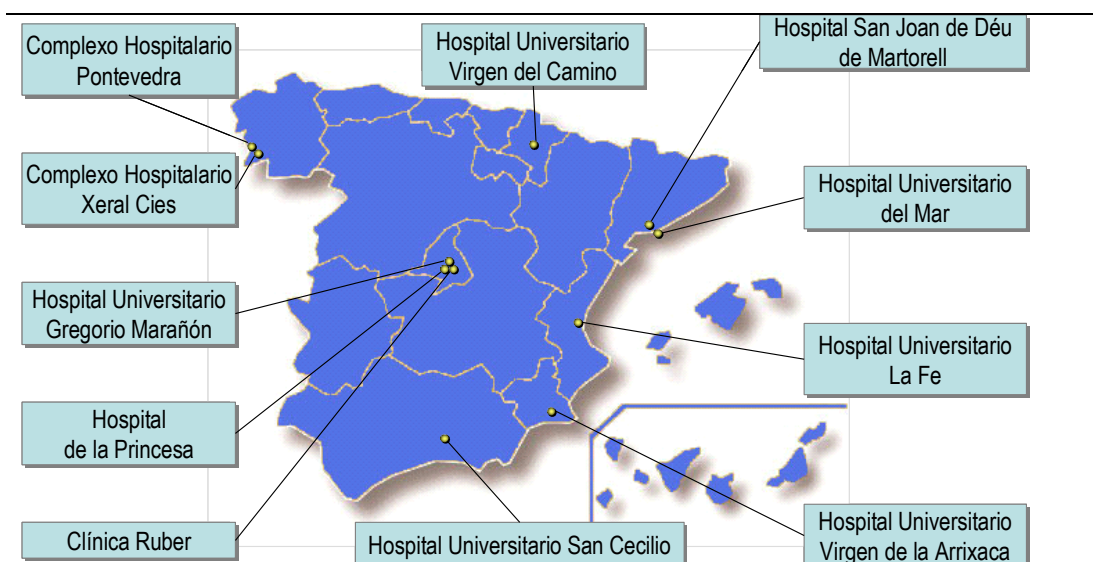 Complexo Hospitalario
Pontevedra
Hospital Universitario
Virgen del Camino
Hospital San Joan de Déu
de Martorell
Complexo Hospitalario
Xeral Cies
Hospital Universitario
del Mar
Hospital Universitario
Gregorio Marañón
Hospital Universitario
La Fe
Hospital
de la Princesa
Clínica Ruber
Hospital Universitario San Cecilio
Hospital Universitario
Virgen de la Arrixaca